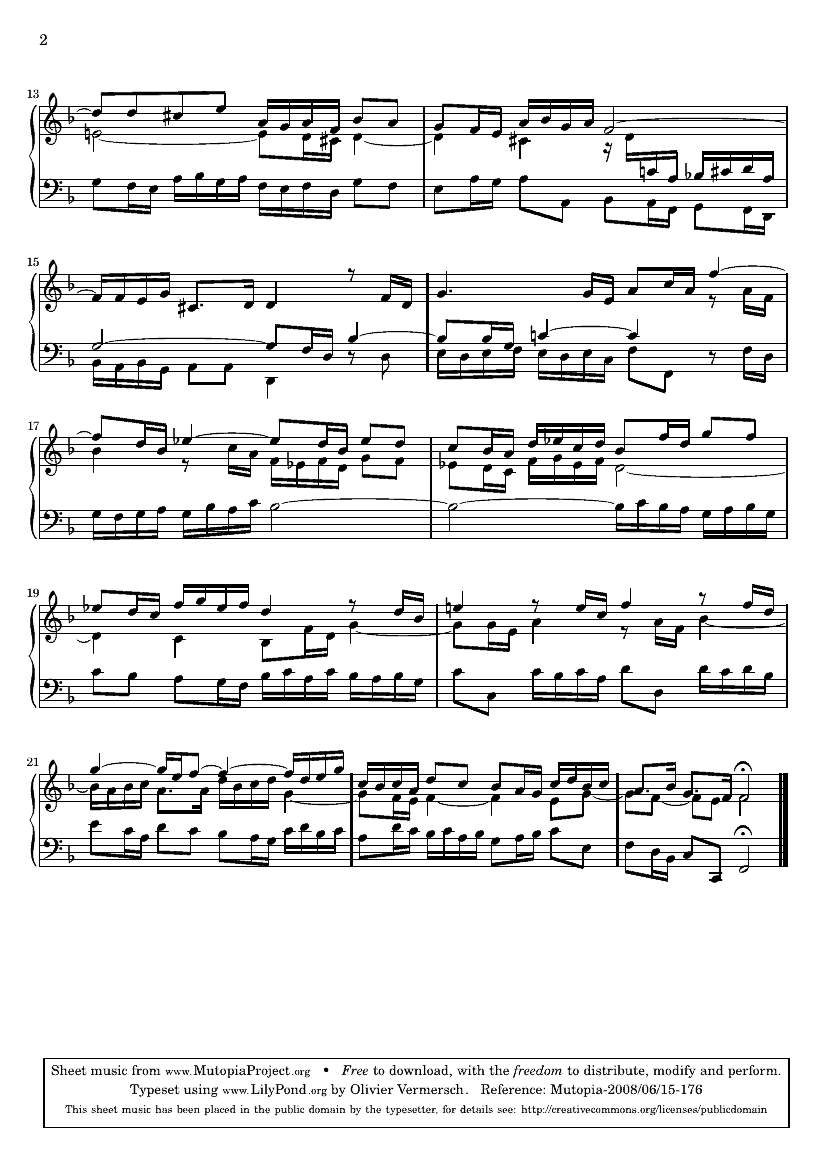 2
13
15
17
19
21
Sheet music from www.MutopiaProject.org • Free to download, with the freedom to distribute, modify and perform.
Typeset using www.LilyPond.org by Olivier Vermersch. Reference: Mutopia-2008/06/15-176
This sheet music has been placed in the public domain by the typesetter, for details see: http://creativecommons.org/licenses/publicdomain